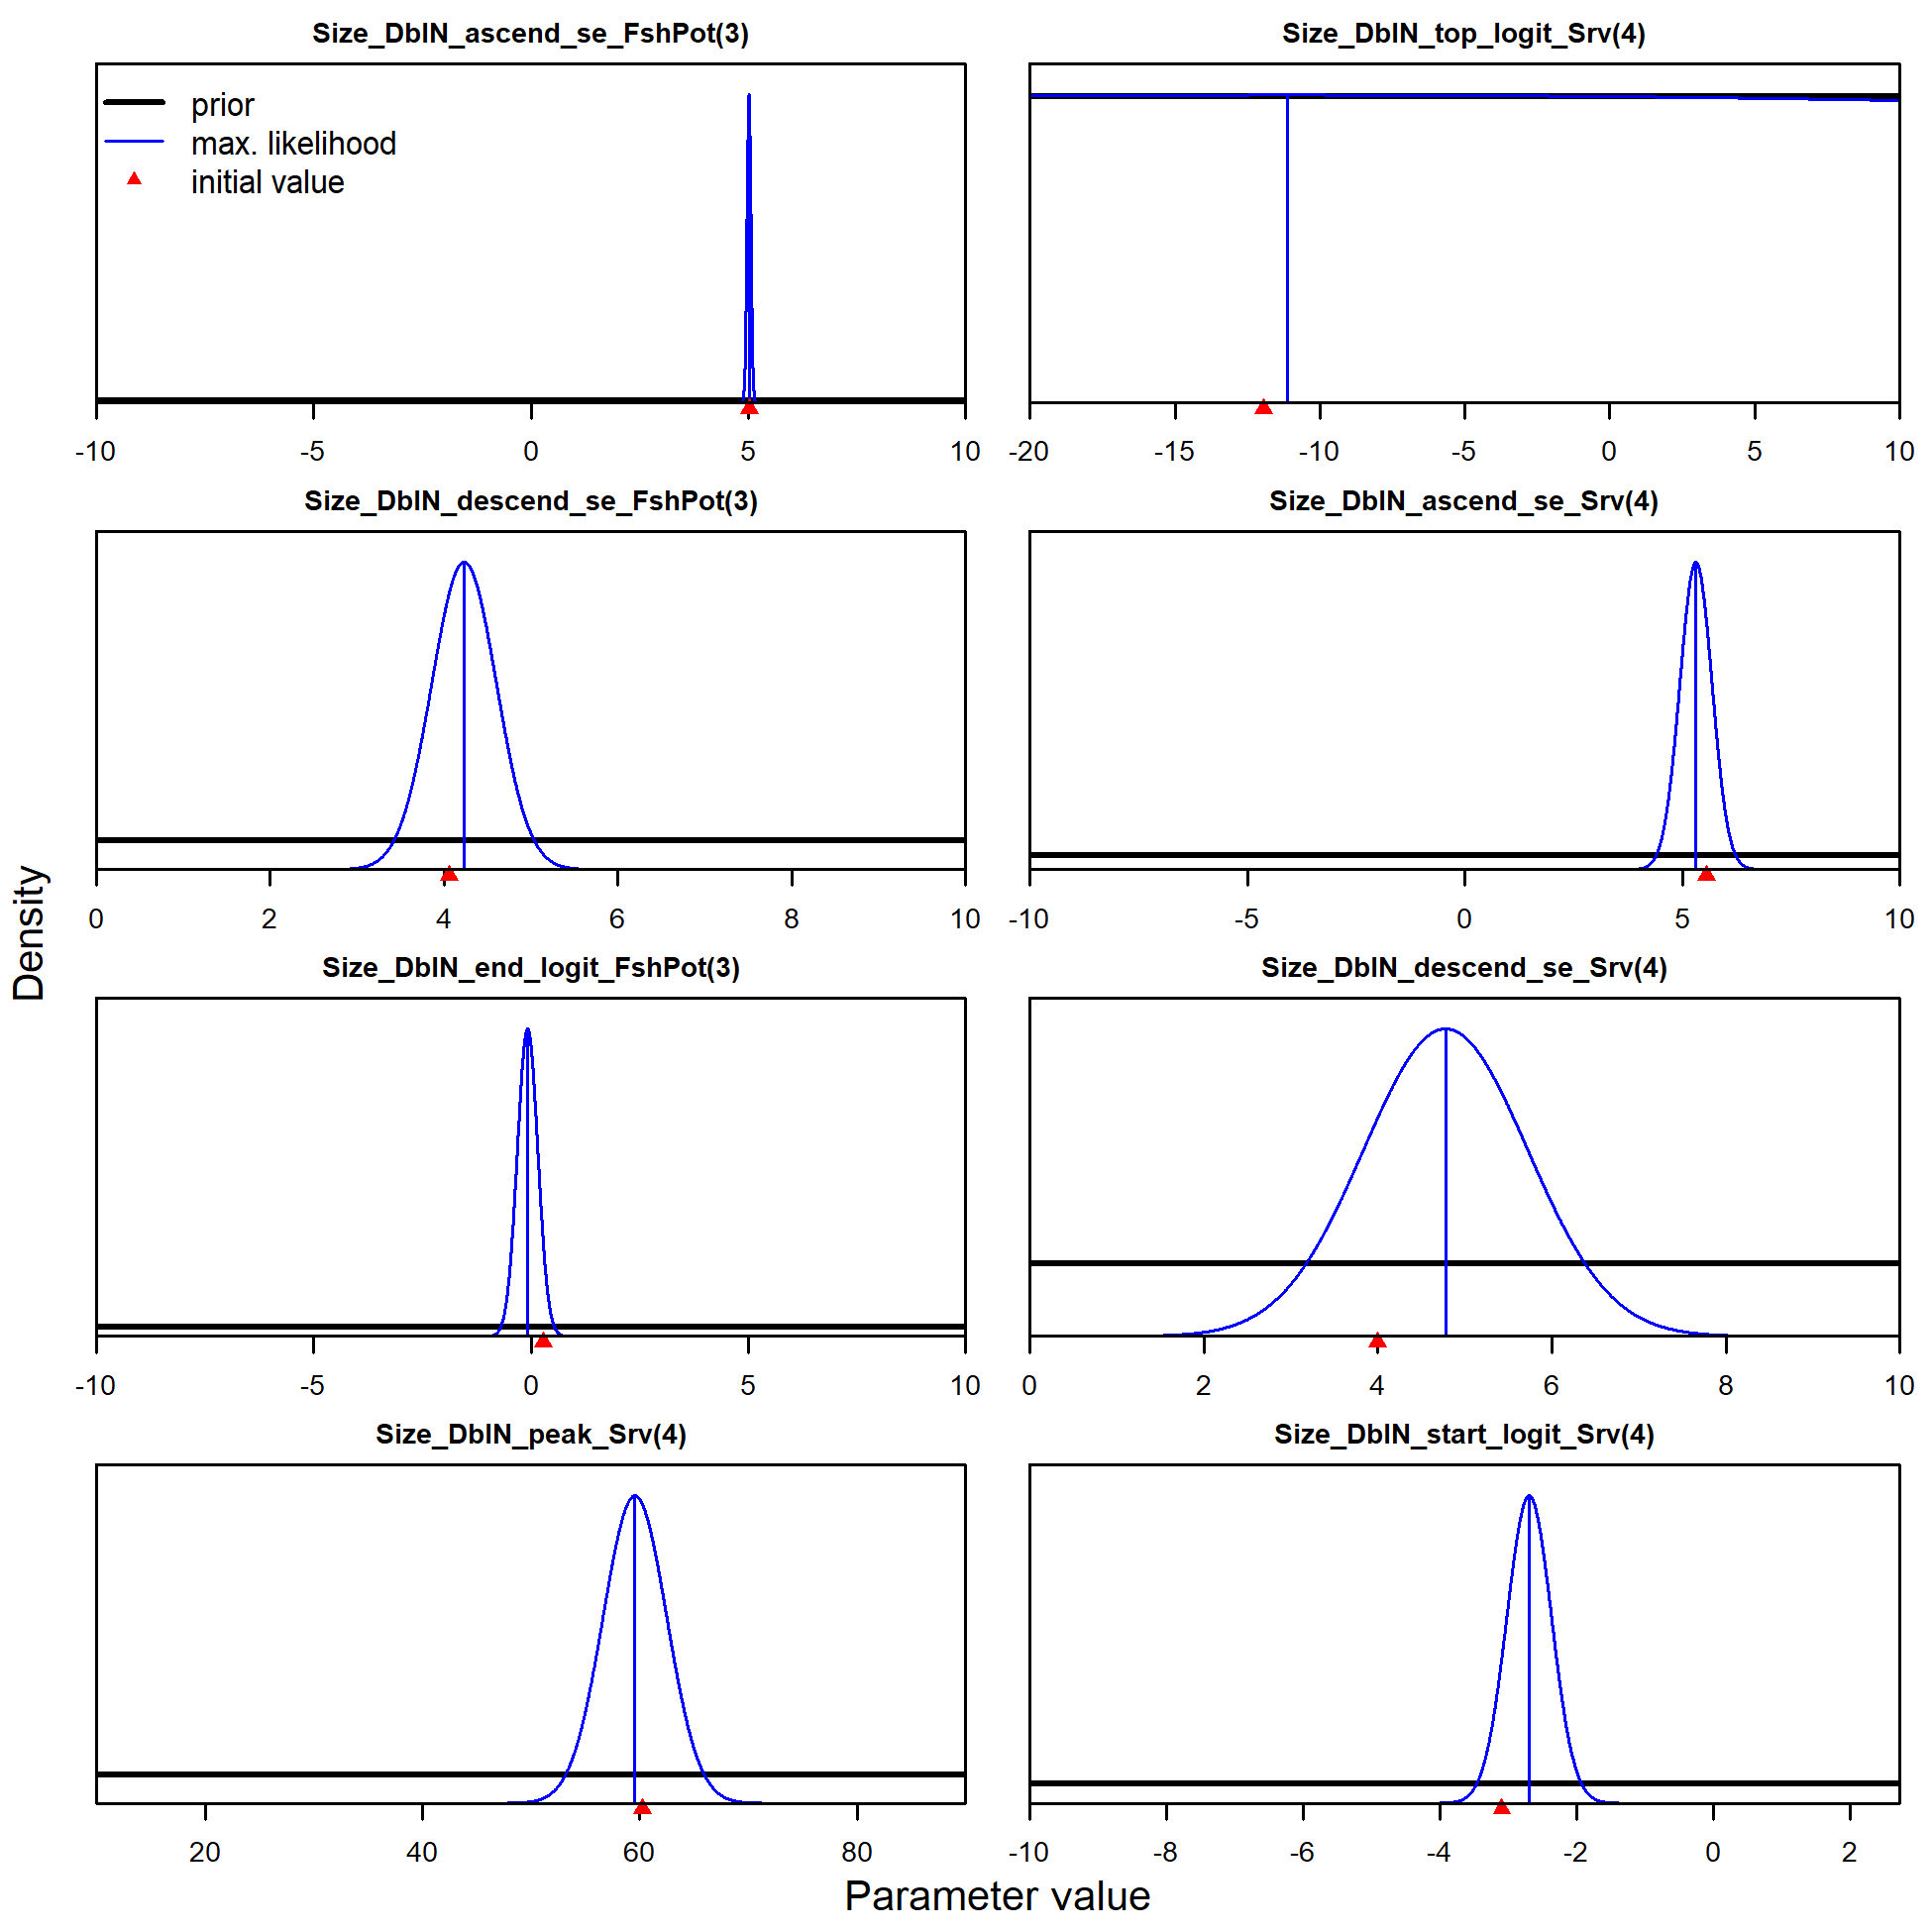 Size_DblN_ascend_se_FshPot(3)
prior
max. likelihood
initial value
-10 -5 0 5 10
Size_DblN_top_logit_Srv(4)
-20 -15 -10 -5 0 5 10
Size_DblN_descend_se_FshPot(3)
0 2 4 6 8 10
Size_DblN_ascend_se_Srv(4)
-10 -5 0 5 10
Size_DblN_end_logit_FshPot(3)
-10 -5 0 5 10
Size_DblN_descend_se_Srv(4)
0 2 4 6 8 10
Size_DblN_peak_Srv(4)
20 40 60 80
Size_DblN_start_logit_Srv(4)
-10 -8 -6 -4 -2 0 2
Density
Parameter value